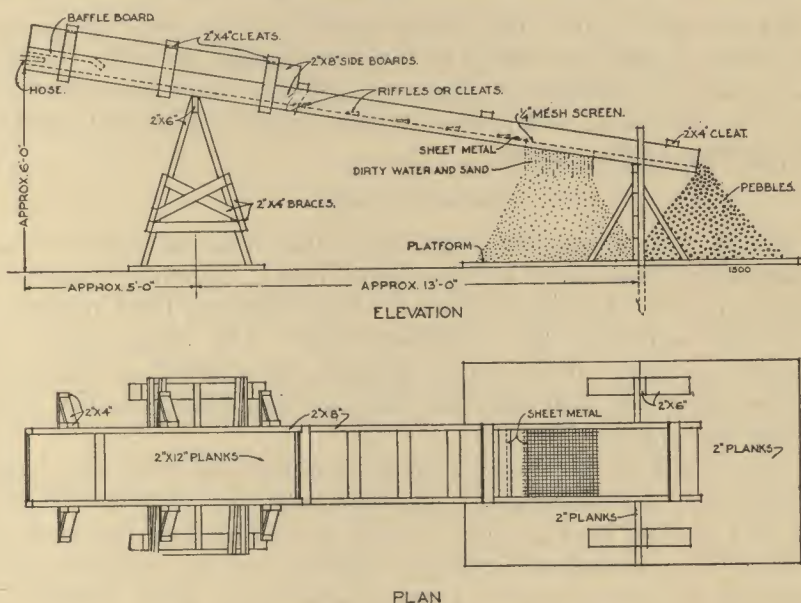 BAFFLE BOARD
2"X4" CLEATS.
2"X8" SIDE BOARDS.
HOSE.
RIFFLES OR CLEATS.
1/4" MESH SCREEN.
2"X6"
SHEET METAL
2"X4" CLEAT.
DIRTY WATER AND SAND
APPROX. 6'-0"
2"X4" BRACES.
PEBBLES.
PLATFORM
1500
APPROX. 5'-0"
APPROX. 13'-0"
ELEVATION
2"X4"
2"X8"
SHEET METAL
2"X6"
2"X12" PLANKS
2" PLANKS
2" PLANKS
PLAN